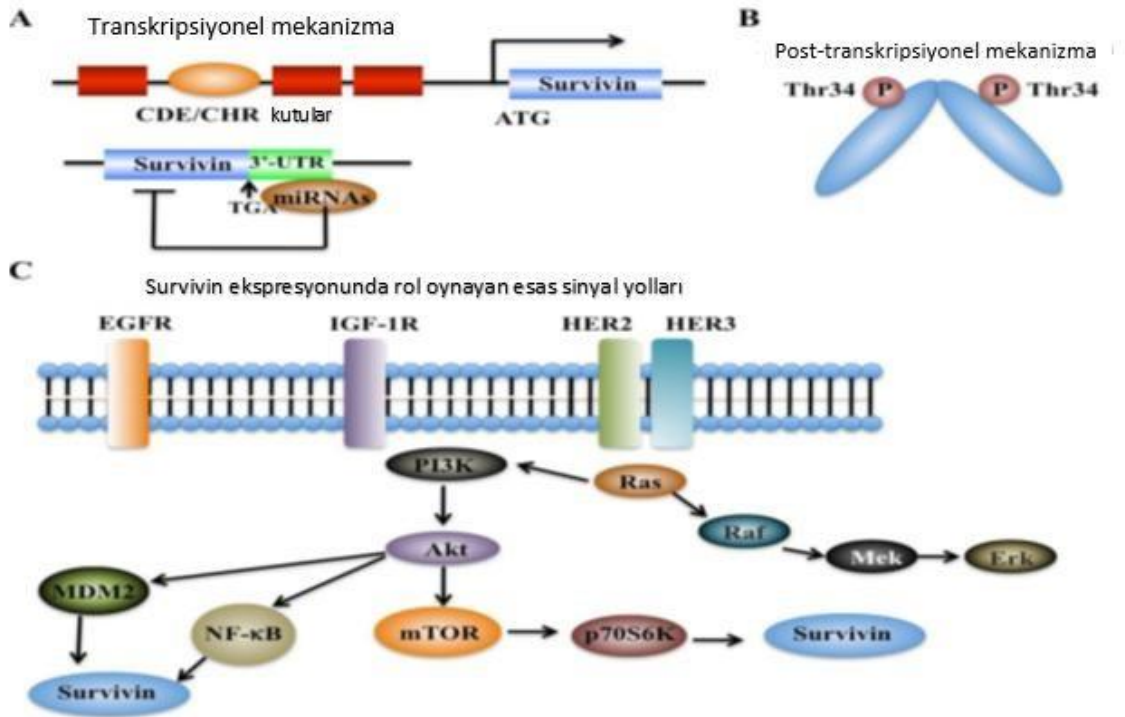 A
Transkripsiyonel mekanizma
Survivin
CDE/CHR kutular
ATG
Survivin 3'-UTR
TGA
miRNAs
B
Post-transkripsiyonel mekanizma
Thr34 P P Thr34
C
Survivin ekspresyonunda rol oynayan esas sinyal yolları
EGFR IGF-1R HER2 HER3
PI3K
Ras
Raf
Akt
Mek
Erk
MDM2
NF-κB
mTOR
p70S6K
Survivin
Survivin